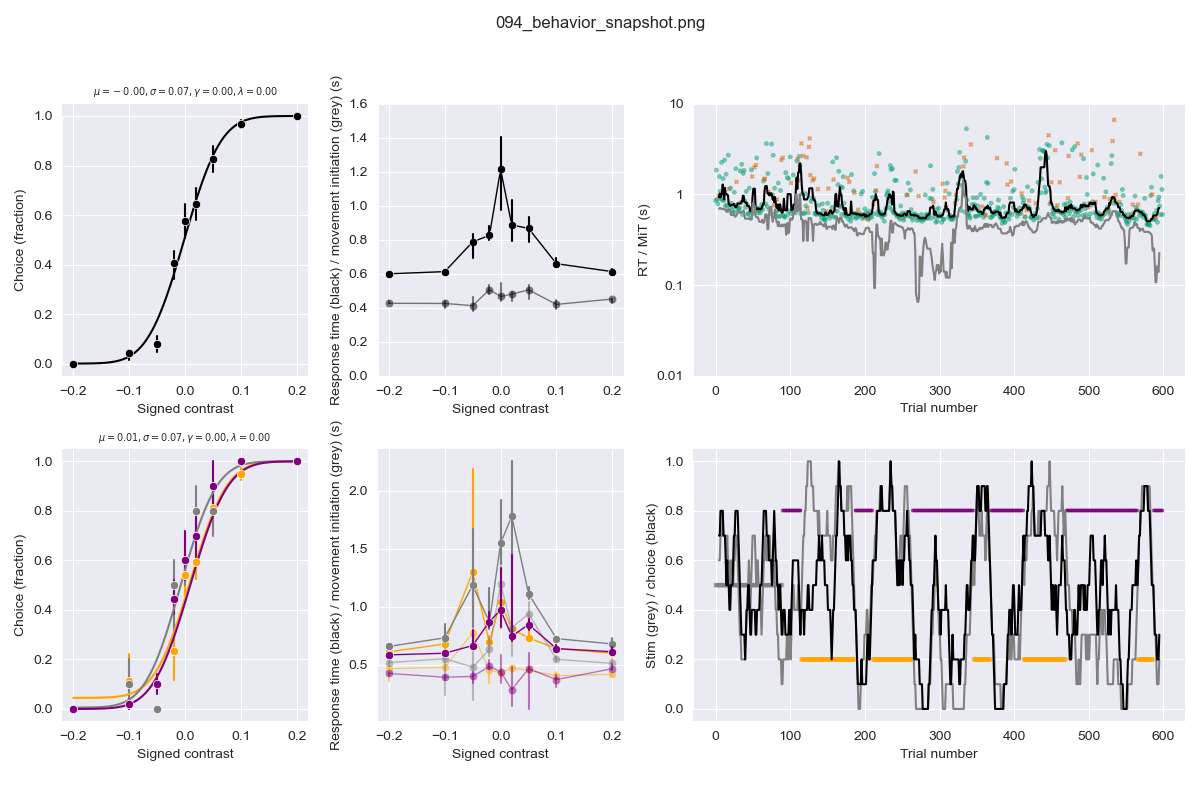 094_behavior_snapshot.png
μ = − 0.00, σ = 0.07, γ = 0.00, λ = 0.00
Choice (fraction)
1.0
0.8
0.6
0.4
0.2
0.0
−0.2 −0.1 0.0 0.1 0.2
Signed contrast
Response time (black) / movement initiation (grey) (s)
1.6
1.4
1.2
1.0
0.8
0.6
0.4
0.2
0.0
−0.2 −0.1 0.0 0.1 0.2
Signed contrast
RT / MIT (s)
10
1
0.1
0.01
0 100 200 300 400 500 600
Trial number
μ = 0.01, σ = 0.07, γ = 0.00, λ = 0.00
Choice (fraction)
1.0
0.8
0.6
0.4
0.2
0.0
−0.2 −0.1 0.0 0.1 0.2
Signed contrast
Response time (black) / movement initiation (grey) (s)
2.0
1.5
1.0
0.5
−0.2 −0.1 0.0 0.1 0.2
Signed contrast
Stim (grey) / choice (black)
1.0
0.8
0.6
0.4
0.2
0.0
0 100 200 300 400 500 600
Trial number